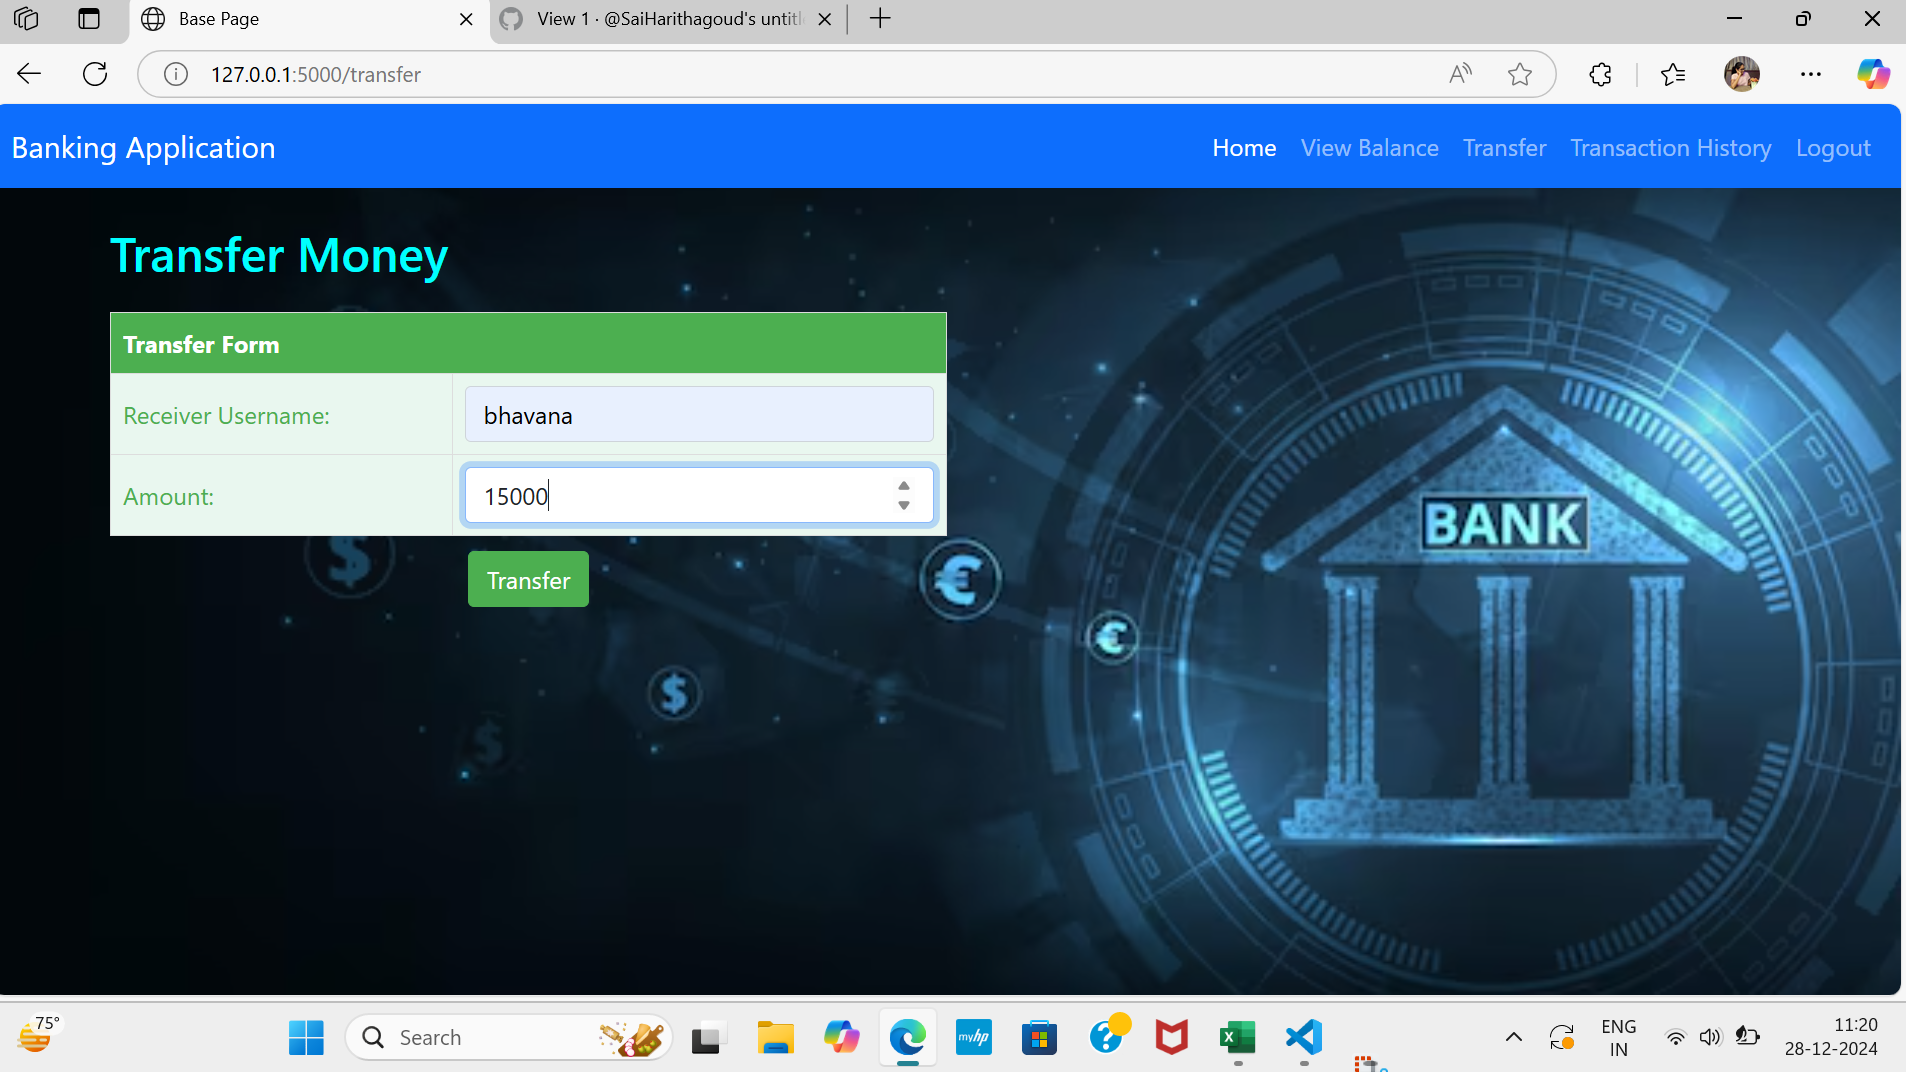 Base Page
View 1 · @SaiHarithagoud's untitl
127.0.0.1:5000/transfer
Banking Application
Home View Balance Transfer Transaction History Logout
Transfer Money
Transfer Form
Receiver Username: bhavana
Amount: 15000
Transfer
BANK
75°
Search
myhp
ENG
IN
11:20
28-12-2024